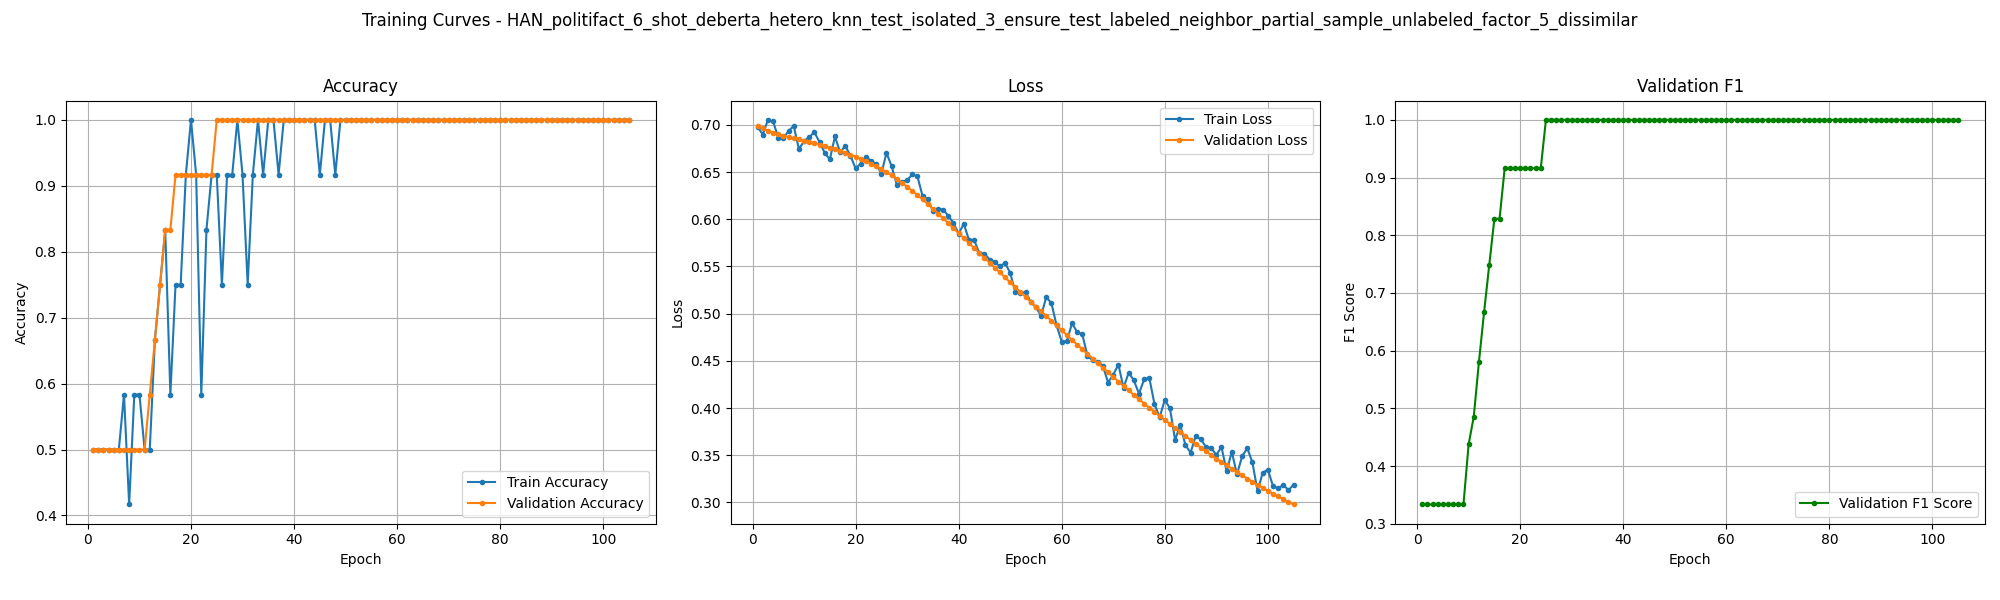 Training Curves - HAN_politifact_6_shot_deberta_hetero_knn_test_isolated_3_ensure_test_labeled_neighbor_partial_sample_unlabeled_factor_5_dissimilar
Accuracy
Accuracy
1.0
0.9
0.8
0.7
0.6
0.5
0.4
0 20 40 60 80 100
Epoch
Train Accuracy
Validation Accuracy
Loss
Loss
0.70
0.65
0.60
0.55
0.50
0.45
0.40
0.35
0.30
0 20 40 60 80 100
Epoch
Train Loss
Validation Loss
Validation F1
F1 Score
1.0
0.9
0.8
0.7
0.6
0.5
0.4
0.3
0 20 40 60 80 100
Epoch
Validation F1 Score